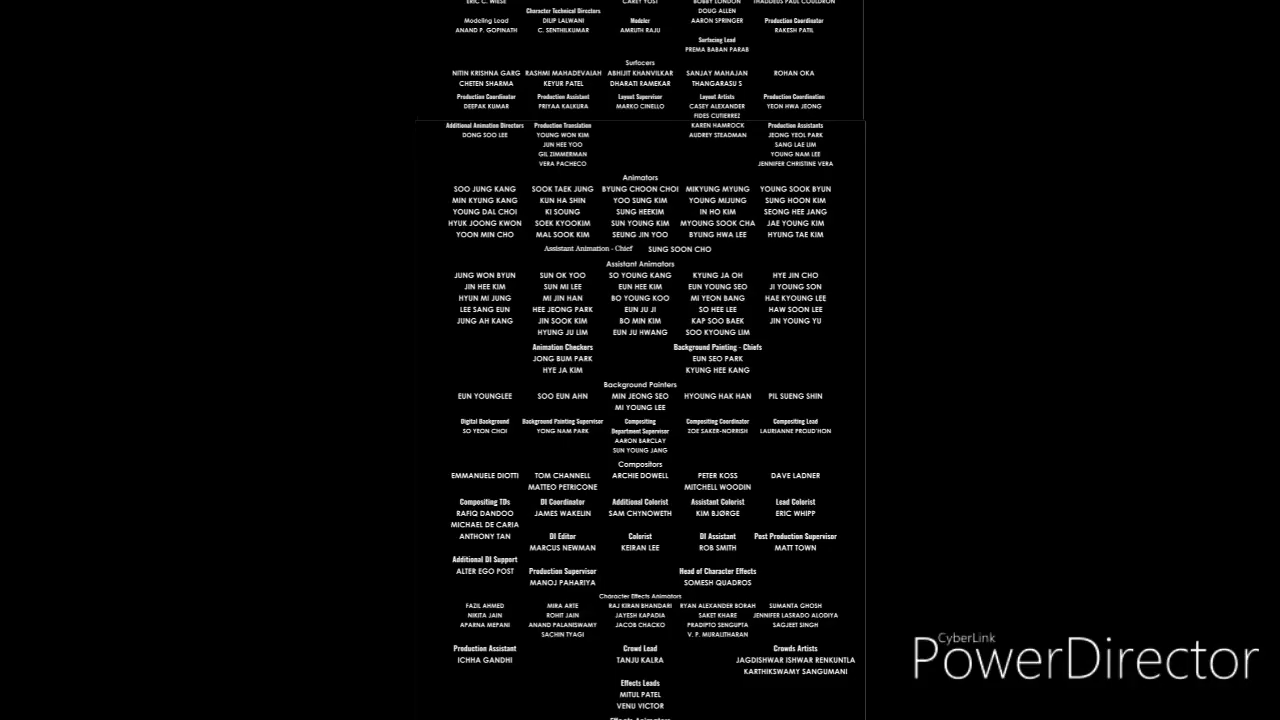 ERIC C. WIESE CAREY YOST BOBBY LONDON THADDEUS PAUL COULDRON
Character Technical Directors DOUG ALLEN
Modeling Lead DILIP LALWANI Modeler AARON SPRINGER Production Coordinator
ANAND P. GOPINATH C. SENTHILKUMAR AMRUTH RAJU RAKESH PATIL
Surfacing Lead
PREMA BABAN PARAB
Surfacers
NITIN KRISHNA GARG RASHMI MAHADEVAIAH ABHIJIT KHANVILKAR SANJAY MAHAJAN ROHAN OKA
CHETEN SHARMA KEYUR PATEL DHARATI RAMEKAR THANGARASU S
Production Coordinator Production Assistant Layout Supervisor Layout Artists Production Coordination
DEEPAK KUMAR PRIYAA KALKURA MARKO CINELLO CASEY ALEXANDER YEON HWA JEONG
FIDES CUTIERREZ
Additional Animation Directors Production Translation KAREN HAMROCK Production Assistants
DONG SOO LEE YOUNG WON KIM AUDREY STEADMAN JEONG YEOL PARK
JUN HEE YOO SANG LAE LIM
GIL ZIMMERMAN YOUNG NAM LEE
VERA PACHECO JENNIFER CHRISTINE VERA
Animators
SOO JUNG KANG SOOK TAEK JUNG BYUNG CHOON CHOI MIKYUNG MYUNG YOUNG SOOK BYUN
MIN KYUNG KANG KUN HA SHIN YOO SUNG KIM YOUNG MIJUNG SUNG HOON KIM
YOUNG DAL CHOI KI SOUNG SUNG HEEKIM IN HO KIM SEONG HEE JANG
HYUK JOONG KWON SOEK KYOOKIM SUN YOUNG KIM MYOUNG SOOK CHA JAE YOUNG KIM
YOON MIN CHO MAL SOOK KIM SEUNG JIN YOO BYUNG HWA LEE HYUNG TAE KIM
Assistant Animation - Chief SUNG SOON CHO
Assistant Animators
JUNG WON BYUN SUN OK YOO SO YOUNG KANG KYUNG JA OH HYE JIN CHO
JIN HEE KIM SUN MI LEE EUN HEE KIM EUN YOUNG SEO JI YOUNG SON
HYUN MI JUNG MI JIN HAN BO YOUNG KOO MI YEON BANG HAE KYOUNG LEE
LEE SANG EUN HEE JEONG PARK EUN JU JI SO HEE LEE HAW SOON LEE
JUNG AH KANG JIN SOOK KIM BO MIN KIM KAP SOO BAEK JIN YOUNG YU
HYUNG JU LIM EUN JU HWANG SOO KYOUNG LIM
Animation Checkers Background Painting - Chiefs
JONG BUM PARK EUN SEO PARK
HYE JA KIM KYUNG HEE KANG
Background Painters
EUN YOUNGLEE SOO EUN AHN MIN JEONG SEO HYOUNG HAK HAN PIL SUENG SHIN
MI YOUNG LEE
Digital Background Background Painting Supervisor Compositing Compositing Coordinator Compositing Lead
SO YEON CHOI YONG NAM PARK Department Supervisor ZOE SAKER-NORRISH LAURIANNE PROUD'HON
AARON BARCLAY
SUN YOUNG JANG
Compositors
EMMANUELE DIOTTI TOM CHANNELL ARCHIE DOWELL PETER KOSS DAVE LADNER
MATTEO PETRICONE MITCHELL WOODIN
Compositing TDs DI Coordinator Additional Colorist Assistant Colorist Lead Colorist
RAFIQ DANDOO JAMES WAKELIN SAM CHYNOWETH KIM BJØRGE ERIC WHIPP
MICHAEL DE CARIA
ANTHONY TAN DI Editor Colorist DI Assistant Post Production Supervisor
MARCUS NEWMAN KEIRAN LEE ROB SMITH MATT TOWN
Additional DI Support
ALTER EGO POST Production Supervisor Head of Character Effects
MANOJ PAHARIYA SOMESH QUADROS
Character Effects Animators
FAZIL AHMED MIRA ARTE RAJ KIRAN BHANDARI RYAN ALEXANDER BORAH SUMANTA GHOSH
NIKITA JAIN ROHIT JAIN JAYESH KAPADIA SAKET KHARE JENNIFER LASRADO ALODIYA
APARNA MEPANI ANAND PALANISWAMY JACOB CHACKO PRADIPTO SENGUPTA SAGJEET SINGH
SACHIN TYAGI V. P. MURALITHARAN
Production Assistant Crowd Lead Crowds Artists
ICHHA GANDHI TANJU KALRA JAGDISHWAR ISHWAR RENKUNTLA
KARTHIKSWAMY SANGUMANI
Effects Leads
MITUL PATEL
VENU VICTOR
Effects Animators
CyberLink
PowerDirector